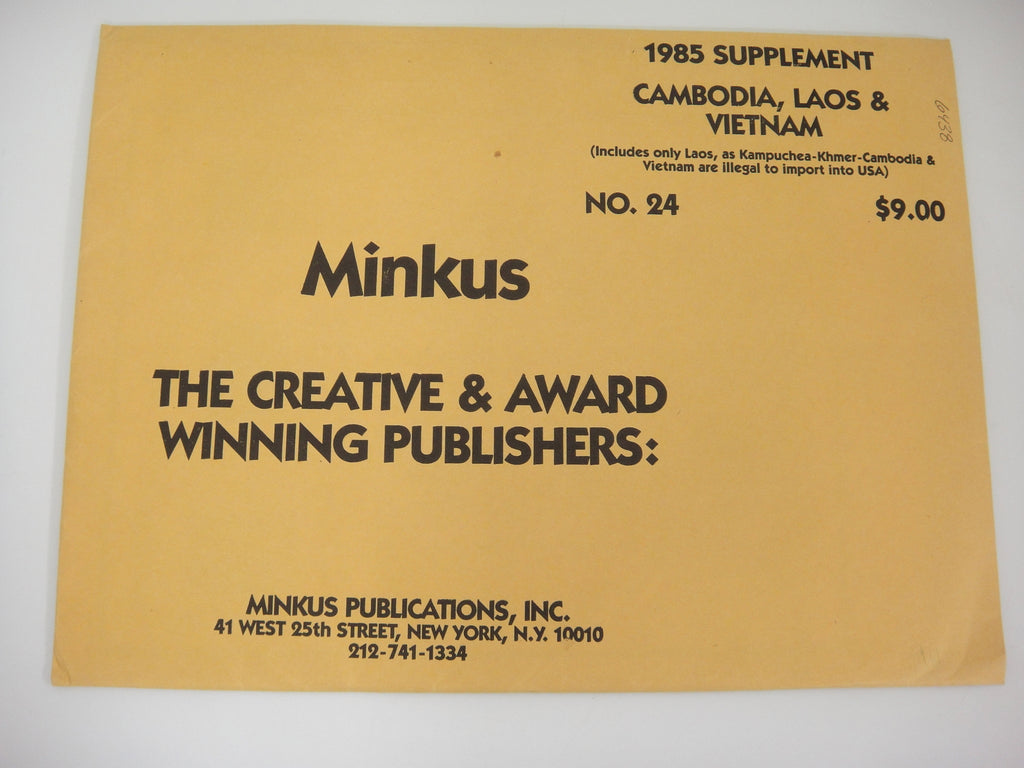 1985 SUPPLEMENT
CAMBODIA, LAOS &
VIETNAM
(Includes only Laos, as Kampuchea-Khmer-Cambodia &
Vietnam are illegal to import into USA)
NO. 24 $9.00
6438
Minkus
THE CREATIVE & AWARD
WINNING PUBLISHERS:
MINKUS PUBLICATIONS, INC.
41 WEST 25th STREET, NEW YORK, N.Y. 10010
212-741-1334